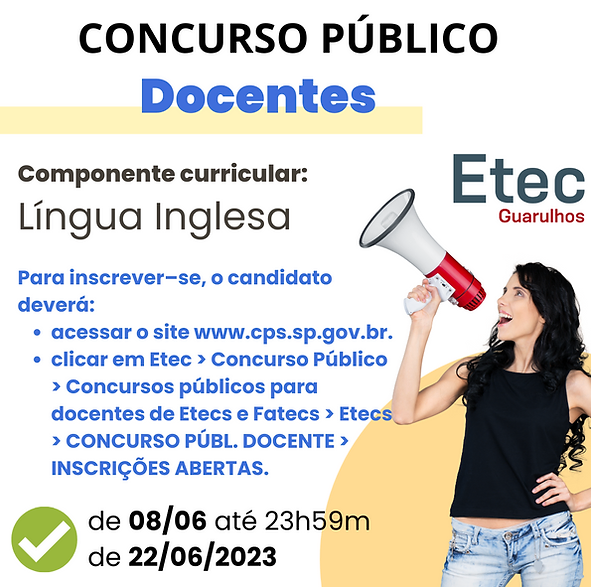 CONCURSO PÚBLICO
Docentes
Componente curricular:
Língua Inglesa
Etec
Guarulhos
Para inscrever–se, o candidato
deverá:
• acessar o site www.cps.sp.gov.br.
• clicar em Etec > Concurso Público
> Concursos públicos para
docentes de Etecs e Fatecs > Etecs
> CONCURSO PÚBL. DOCENTE >
INSCRIÇÕES ABERTAS.
de 08/06 até 23h59m
de 22/06/2023